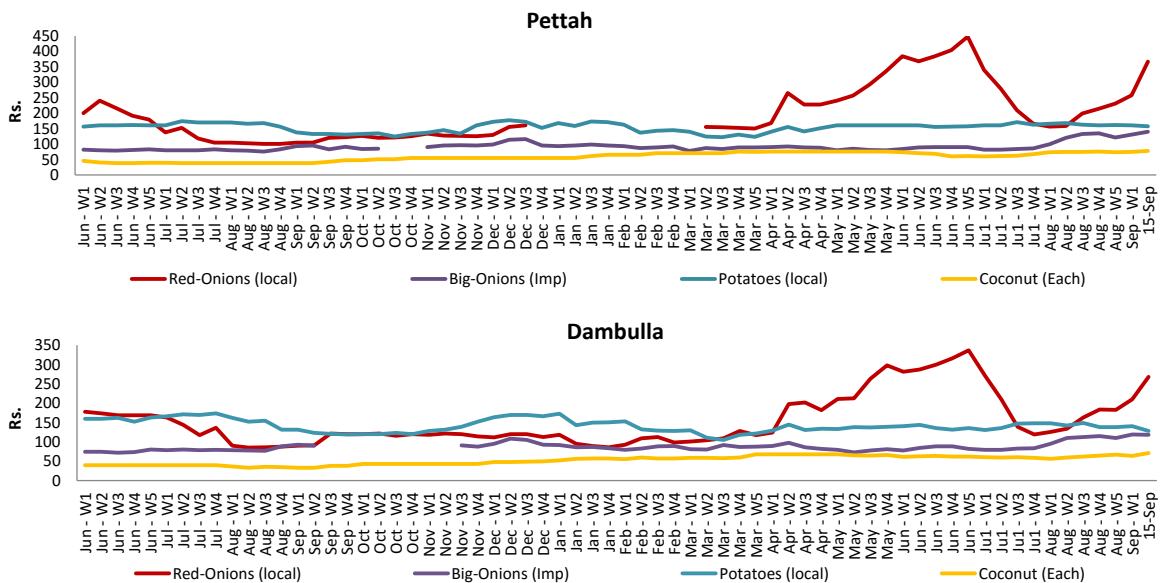 Pettah
450
400
350
300
250
200
150
100
50
0
Rs.
Jun - W1
Jun - W2
Jun - W3
Jun - W4
Jun - W5
Jul - W1
Jul - W2
Jul - W3
Jul - W4
Aug - W1
Aug - W2
Aug - W3
Aug - W4
Sep - W1
Sep - W2
Sep - W3
Sep - W4
Oct - W1
Oct - W2
Oct - W3
Oct - W4
Nov - W1
Nov - W2
Nov - W3
Nov - W4
Dec - W1
Dec - W2
Dec - W3
Dec - W4
Jan - W1
Jan - W2
Jan - W3
Jan - W4
Feb - W1
Feb - W2
Feb - W3
Feb - W4
Mar - W1
Mar - W2
Mar - W3
Mar - W4
Mar - W5
Apr - W1
Apr - W2
Apr - W3
Apr - W4
May - W1
May - W2
May - W3
May - W4
Jun - W1
Jun - W2
Jun - W3
Jun - W4
Jun - W5
Ju1 - W1
Ju1 - W2
Ju1 - W3
Ju1 - W4
Aug - W1
Aug - W2
Aug - W3
Aug - W4
Aug - W5
Sep - W1
15-Sep
Red-Onions (local) Big-Onions (Imp) Potatoes (local) Coconut (Each)
Dambulla
350
300
250
200
150
100
50
0
Rs.
Jun - W1
Jun - W2
Jun - W3
Jun - W4
Jun - W5
Jul - W1
Jul - W2
Jul - W3
Jul - W4
Aug - W1
Aug - W2
Aug - W3
Aug - W4
Sep - W1
Sep - W2
Sep - W3
Sep - W4
Oct - W1
Oct - W2
Oct - W3
Oct - W4
Nov - W1
Nov - W2
Nov - W3
Nov - W4
Dec - W1
Dec - W2
Dec - W3
Dec - W4
Jan - W1
Jan - W2
Jan - W3
Jan - W4
Feb - W1
Feb - W2
Feb - W3
Feb - W4
Mar - W1
Mar - W2
Mar - W3
Mar - W4
Mar - W5
Apr - W1
Apr - W2
Apr - W3
Apr - W4
May - W1
May - W2
May - W3
May - W4
Jun - W1
Jun - W2
Jun - W3
Jun - W4
Jun - W5
Ju1 - W1
Ju1 - W2
Ju1 - W3
Ju1 - W4
Aug - W1
Aug - W2
Aug - W3
Aug - W4
Aug - W5
Sep - W1
15-Sep
Red-Onions (local) Big-Onions (Imp) Potatoes (local) Coconut (Each)